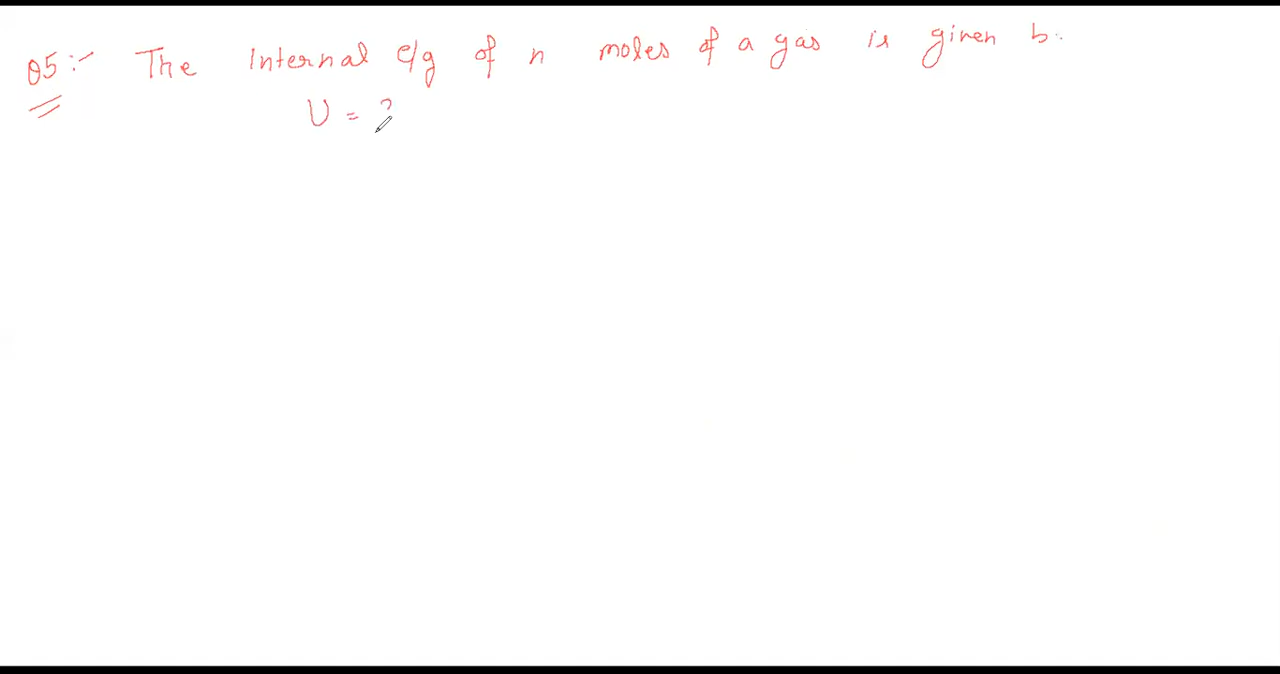 Q5:- The internal e/g of n moles of a gas is given b
U =